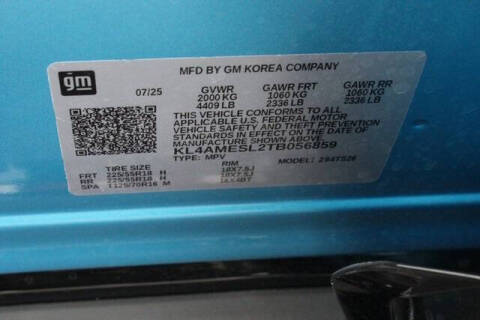 gm
MFD BY GM KOREA COMPANY
07/25 GVWR GAWR FRT GAWR RR
2000 KG 1060 KG 1060 KG
4409 LB 2336 LB 2336 LB
THIS VEHICLE CONFORMS TO ALL
APPLICABLE U.S. FEDERAL MOTOR
VEHICLE SAFETY AND THEFT PREVENTION
STANDARDS IN EFFECT ON THE DATE OF
MANUFACTURE SHOWN ABOVE.
KL4AMESL2TB056859
TYPE: MPV MODEL:
TIRE SIZE RIM
FRT 225/55R18 H 18X7.5J
RR 225/55R18 H 18X7.5J
SPA T125/70R16 M 16X4BT